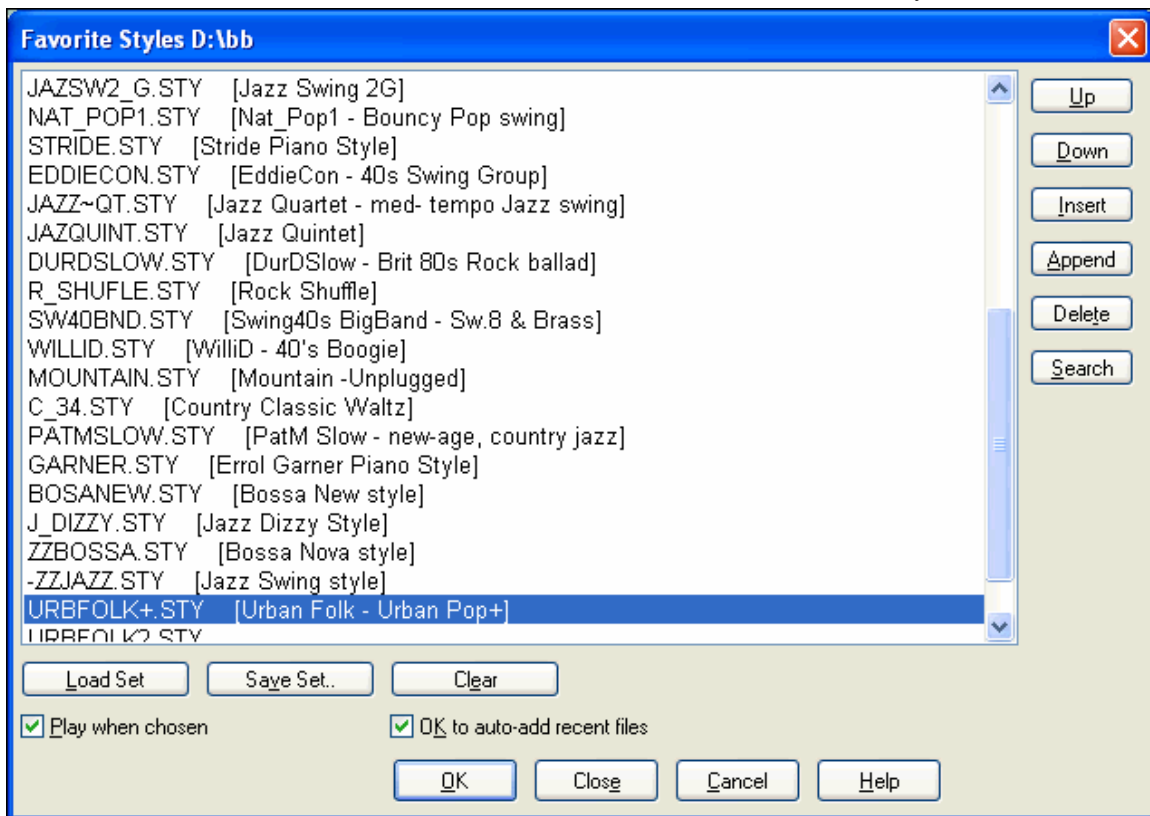 Favorite Styles D:\bb
JAZSW2_G.STY [Jazz Swing 2G]
NAT_POP1.STY [Nat_Pop1 - Bouncy Pop swing]
STRIDE.STY [Stride Piano Style]
EDDIECON.STY [EddieCon - 40s Swing Group]
JAZZ~QT.STY [Jazz Quartet - med- tempo Jazz swing]
JAZQUINT.STY [Jazz Quintet]
DURDSLOW.STY [DurDSlow - Brit 80s Rock ballad]
R_SHUFLE.STY [Rock Shuffle]
SW40BND.STY [Swing40s BigBand - Sw.8 & Brass]
WILLID.STY [WilliD - 40's Boogie]
MOUNTAIN.STY [Mountain -Unplugged]
C_34.STY [Country Classic Waltz]
PATMSLOW.STY [PatM Slow - new-age, country jazz]
GARNER.STY [Errol Garner Piano Style]
BOSANEW.STY [Bossa New style]
J_DIZZY.STY [Jazz Dizzy Style]
ZZBOSSA.STY [Bossa Nova style]
-ZZJAZZ.STY [Jazz Swing style]
URBFOLK+.STY [Urban Folk - Urban Pop+]
URBFOLK2.STY
Up
Down
Insert
Append
Delete
Search
Load Set Save Set.. Clear
Play when chosen OK to auto-add recent files
OK Close Cancel Help